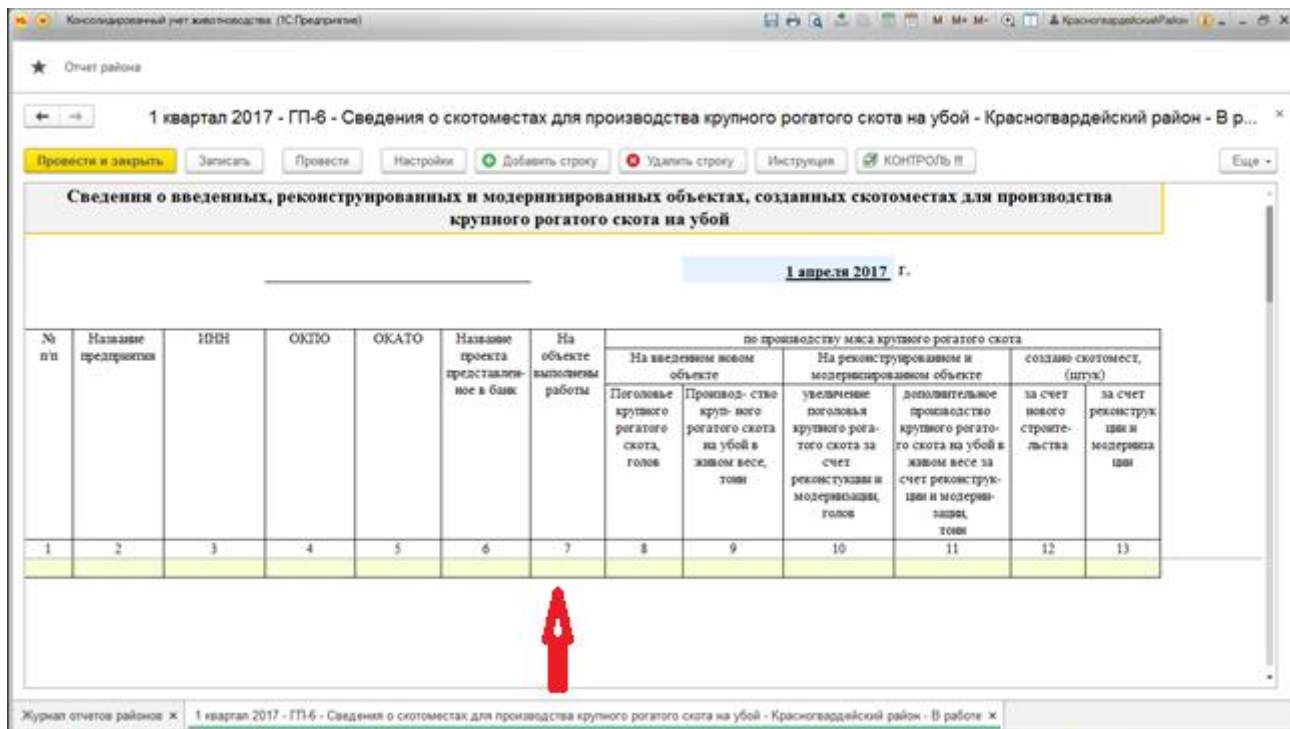 Консолидированный учет животноводства (1С:Предприятие)
M M+ M- КрасногвардейскийРайон
Отчет района
1 квартал 2017 - ГП-6 - Сведения о скотоместах для производства крупного рогатого скота на убой - Красногвардейский район - В р... ×
Провести и закрыть Записать Провести Настройки Добавить строку Удалить строку Инструкция КОНТРОЛЬ !!! Еще
Сведения о введенных, реконструированных и модернизированных объектах, созданных скотоместах для производства
крупного рогатого скота на убой
1 апреля 2017 г.
№
п/п
Название
предприятия
ИНН
ОКПО
ОКАТО
Название
проекта
представлен-
ное в банк
На
объекте
выполнены
работы
по производству мяса крупного рогатого скота
На введенном новом
объекте
На реконструированном и
модернизированном объекте
создано скотомест,
(штук)
Поголовье
крупного
рогатого
скота,
голов
Производ- ство
круп- ного
рогатого скота
на убой в
живом весе,
тонн
увеличение
поголовья
крупного рога-
того скота за
счет
реконстукции и
модернизации,
голов
дополнительное
производство
крупного рогато-
го скота на убой в
живом весе за
счет реконструк-
ции и модерни-
зации,
тонн
за счет
нового
строите-
льства
за счет
реконструк
ции и
модерниза
ции
1 2 3 4 5 6 7 8 9 10 11 12 13
Журнал отчетов районов × 1 квартал 2017 - ГП-6 - Сведения о скотоместах для производства крупного рогатого скота на убой - Красногвардейский район - В работе ×